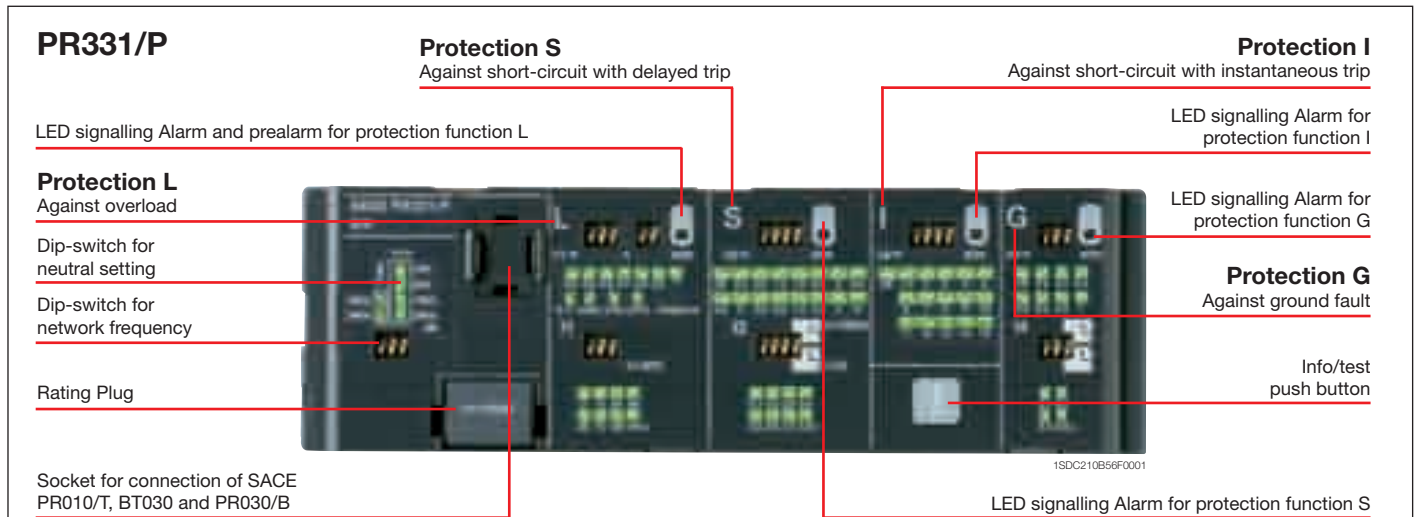 PR331/P
Protection S
Against short-circuit with delayed trip
Protection I
Against short-circuit with instantaneous trip
LED signalling Alarm and prealarm for protection function L
LED signalling Alarm for
protection function I
Protection L
Against overload
LED signalling Alarm for
protection function G
Dip-switch for
neutral setting
Protection G
Against ground fault
Dip-switch for
network frequency
Rating Plug
Info/test
push button
L
S
I
G
1SDC210B56F0001
Socket for connection of SACE
PR010/T, BT030 and PR030/B
LED signalling Alarm for protection function S